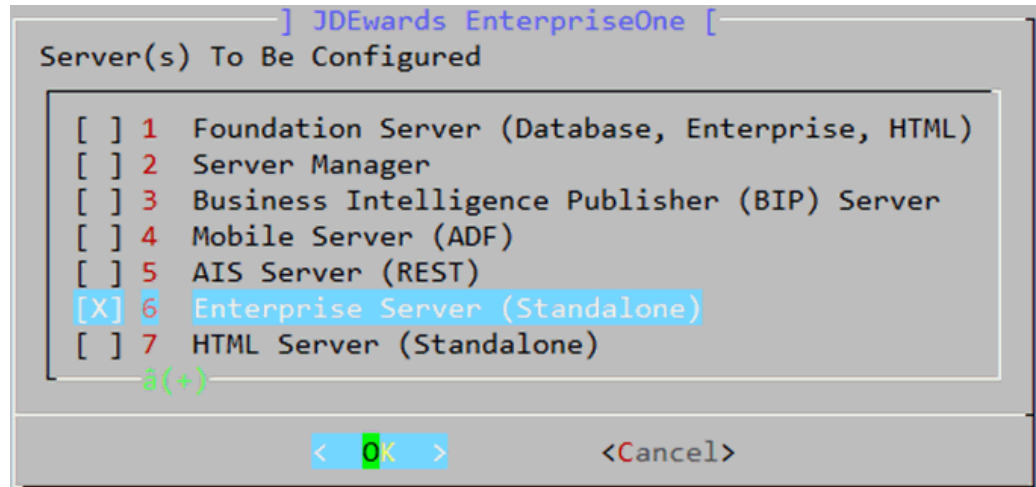 ] JDEwards EnterpriseOne [
Server(s) To Be Configured
[ ] 1 Foundation Server (Database, Enterprise, HTML)
[ ] 2 Server Manager
[ ] 3 Business Intelligence Publisher (BIP) Server
[ ] 4 Mobile Server (ADF)
[ ] 5 AIS Server (REST)
[X] 6 Enterprise Server (Standalone)
[ ] 7 HTML Server (Standalone)
â(+)
< OK > <Cancel>